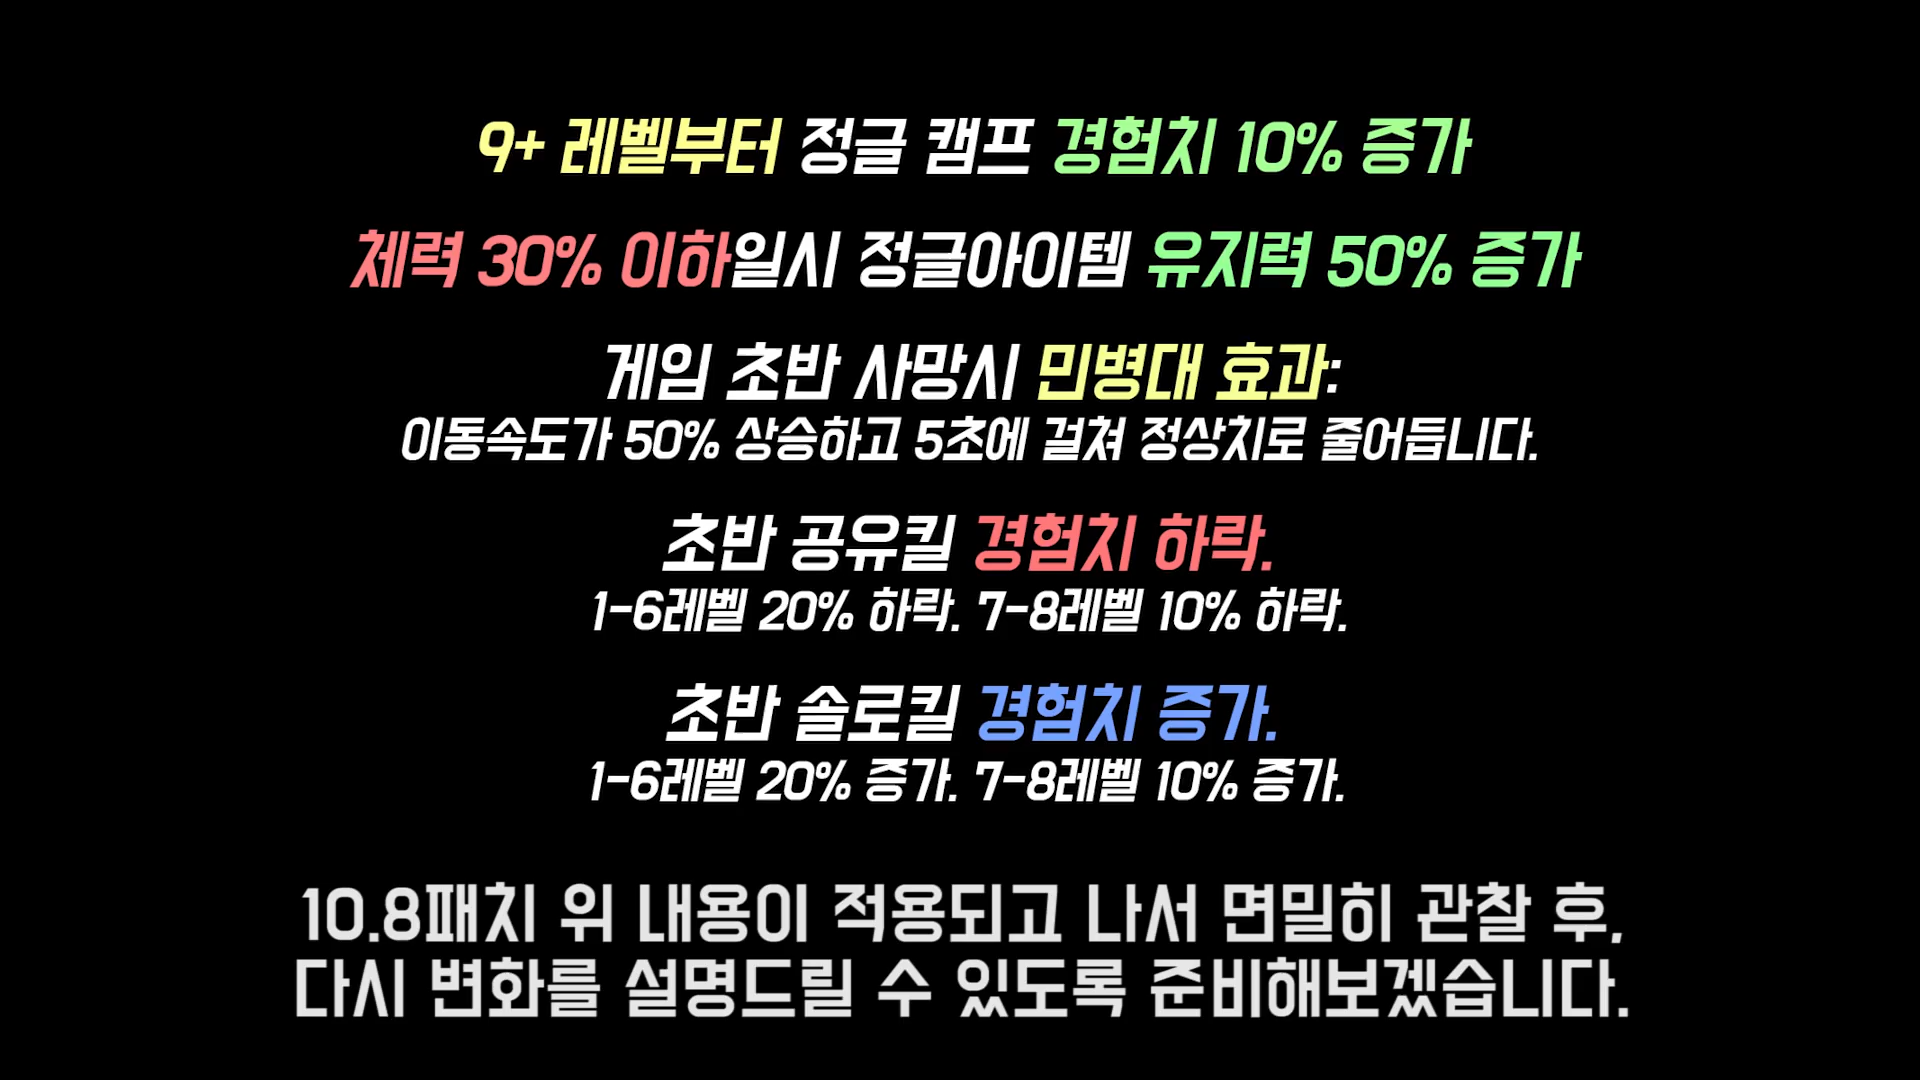 9+ 레벨부터 정글 캠프 경험치 10% 증가
체력 30% 이하일시 정글아이템 유지력 50% 증가
게임 초반 사망시 민병대 효과:
이동속도가 50% 상승하고 5초에 걸쳐 정상치로 줄어듭니다.
초반 공유킬 경험치 하락.
1-6레벨 20% 하락. 7-8레벨 10% 하락.
초반 솔로킬 경험치 증가.
1-6레벨 20% 증가. 7-8레벨 10% 증가.
10.8패치 위 내용이 적용되고 나서 면밀히 관찰 후,
다시 변화를 설명드릴 수 있도록 준비해보겠습니다.